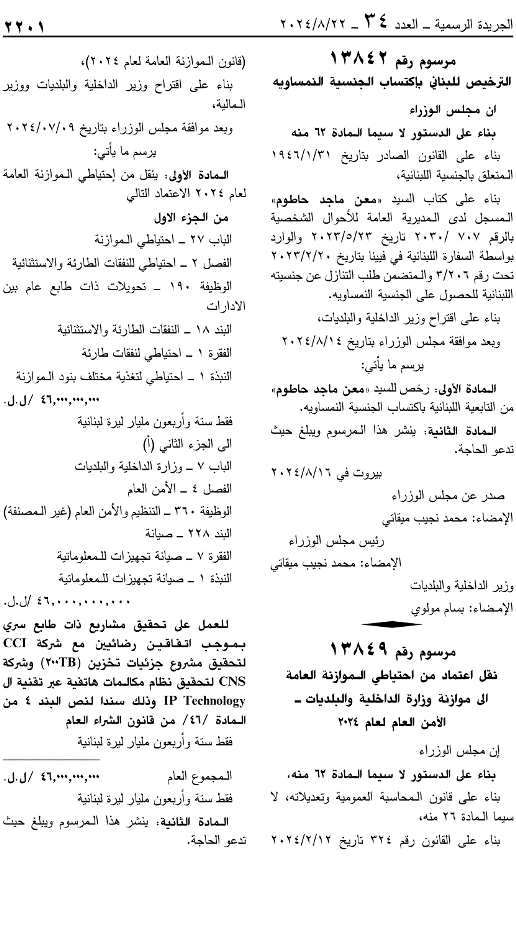 الجريدة الرسمية ــ العدد ٣٤ ــ ٢٠٢٤/٨/٢٢
٢٢٠١
مرسوم رقم ١٣٨٤٢
الترخيص للبناني بإكتساب الجنسية النمساويه
ان مجلس الوزراء
بناء على الدستور لا سيما المادة ٦٢ منه
بناء على القانون الصادر بتاريخ ١٩٤٦/١/٣١
المتعلق بالجنسية اللبنانية،
بناء على كتاب السيد «معن ماجد حاطوم»
المسجل لدى المديرية العامة للأحوال الشخصية
بالرقم ٧٠٧ /٢٠٣٠ تاريخ ٢٠٢٣/٥/٢٣ والوارد
بواسطة السفارة اللبنانية في فيينا بتاريخ ٢٠٢٣/٢/٢٠
تحت رقم ٣/٢٠٦ والمتضمن طلب التنازل عن جنسيته
اللبنانية للحصول على الجنسية النمساويه.
بناء على اقتراح وزير الداخلية والبلديات،
وبعد موافقة مجلس الوزراء بتاريخ ٢٠٢٤/٨/١٤
يرسم ما يأتي:
المادة الأولى: رخص للسيد «معن ماجد حاطوم»
من التابعية اللبنانية باكتساب الجنسية النمساويه.
المادة الثانية: ينشر هذا المرسوم ويبلغ حيث
تدعو الحاجة.
بيروت في ٢٠٢٤/٨/١٦
صدر عن مجلس الوزراء
الإمضاء: محمد نجيب ميقاتي
رئيس مجلس الوزراء
الإمضاء: محمد نجيب ميقاتي
وزير الداخلية والبلديات
الإمضاء: بسام مولوي
مرسوم رقم ١٣٨٤٩
نقل اعتماد من احتياطي الموازنة العامة
الى موازنة وزارة الداخلية والبلديات ــ
الأمن العام لعام ٢٠٢٤
إن مجلس الوزراء
بناء على الدستور لا سيما المادة ٦٢ منه،
بناء على قانون المحاسبة العمومية وتعديلاته، لا
سيما المادة ٢٦ منه،
بناء على القانون رقم ٣٢٤ تاريخ ٢٠٢٤/٢/١٢
(قانون الموازنة العامة لعام ٢٠٢٤)،
بناء على اقتراح وزير الداخلية والبلديات ووزير
المالية،
وبعد موافقة مجلس الوزراء بتاريخ ٢٠٢٤/٠٧/٠٩
يرسم ما يأتي:
المادة الأولى: ينقل من إحتياطي الموازنة العامة
لعام ٢٠٢٤ الاعتماد التالي
من الجزء الاول
الباب ٢٧ ــ احتياطي الموازنة
الفصل ٢ ــ احتياطي للنفقات الطارئة والاستثنائية
الوظيفة ١٩٠ ــ تحويلات ذات طابع عام بين
الادارات
البند ١٨ ــ النفقات الطارئة والاستثنائية
الفقرة ١ ــ احتياطي لنفقات طارئة
النبذة ١ ــ احتياطي لتغذية مختلف بنود الموازنة
٤٦,٠٠٠,٠٠٠,٠٠٠ /ل.ل.
فقط ستة وأربعون مليار ليرة لبنانية
الى الجزء الثاني (أ)
الباب ٧ ــ وزارة الداخلية والبلديات
الفصل ٤ ــ الأمن العام
الوظيفة ٣٦٠ ــ التنظيم والأمن العام (غير المصنفة)
البند ٢٢٨ ــ صيانة
الفقرة ٧ ــ صيانة تجهيزات للمعلوماتية
النبذة ١ ــ صيانة تجهيزات للمعلوماتية
٤٦,٠٠٠,٠٠٠,٠٠٠ /ل.ل.
للعمل على تحقيق مشاريع ذات طابع سري
بموجب اتفاقين رضائيين مع شركة CCI
لتحقيق مشروع جزئيات تخزين (٢٠٠TB) وشركة
CNS لتحقيق نظام مكالمات هاتفية عبر تقنية ال
IP Technology وذلك سندا لنص البند ٤ من
المادة /٤٦/ من قانون الشراء العام
فقط ستة وأربعون مليار ليرة لبنانية
المجموع العام ٤٦,٠٠٠,٠٠٠,٠٠٠ /ل.ل.
فقط ستة وأربعون مليار ليرة لبنانية
المادة الثانية: ينشر هذا المرسوم ويبلغ حيث
تدعو الحاجة.